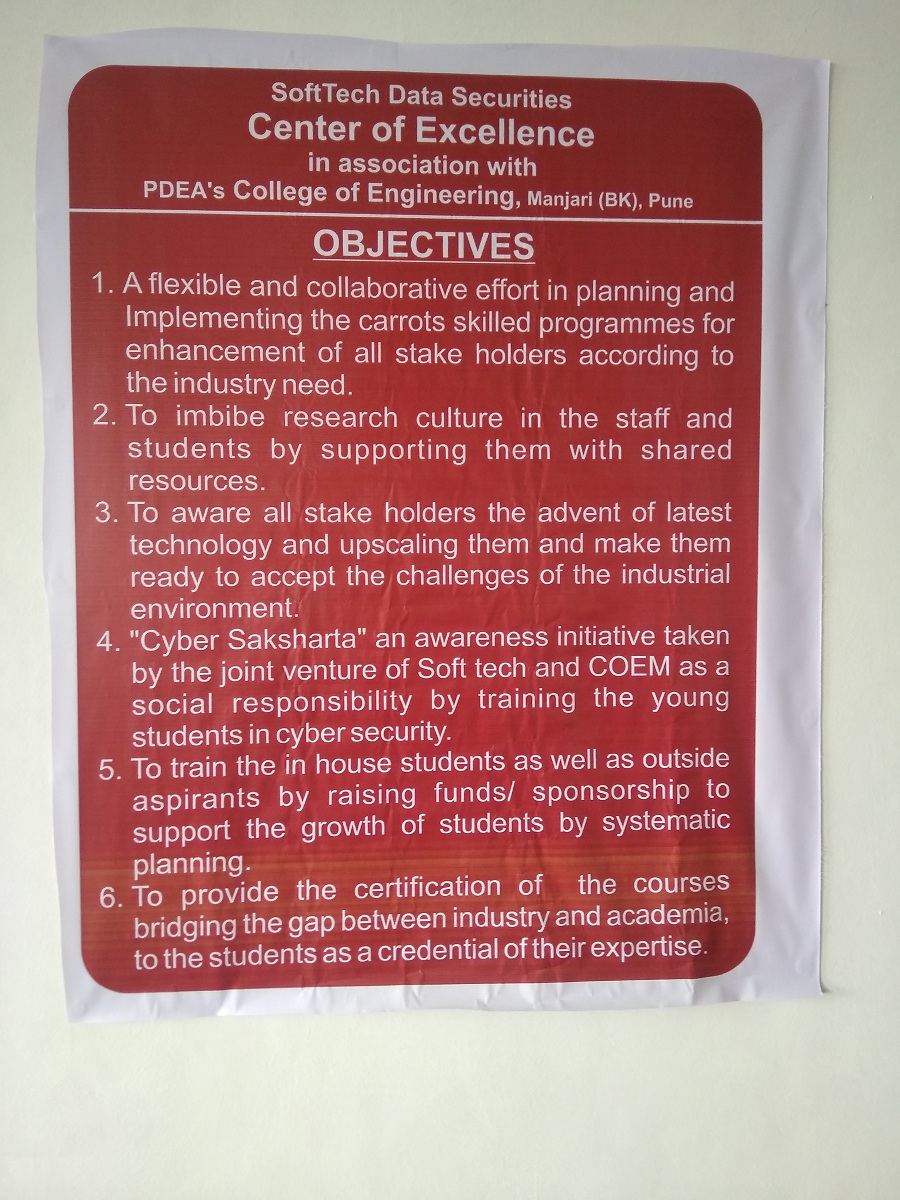 SoftTech Data Securities
Center of Excellence
in association with
PDEA's College of Engineering, Manjari (BK), Pune
OBJECTIVES
1. A flexible and collaborative effort in planning and
Implementing the carrots skilled programmes for
enhancement of all stake holders according to
the industry need.
2. To imbibe research culture in the staff and
students by supporting them with shared
resources.
3. To aware all stake holders the advent of latest
technology and upscaling them and make them
ready to accept the challenges of the industrial
environment.
4. "Cyber Saksharta" an awareness initiative taken
by the joint venture of Soft tech and COEM as a
social responsibility by training the young
students in cyber security.
5. To train the in house students as well as outside
aspirants by raising funds/ sponsorship to
support the growth of students by systematic
planning.
6. To provide the certification of the courses
bridging the gap between industry and academia,
to the students as a credential of their expertise.